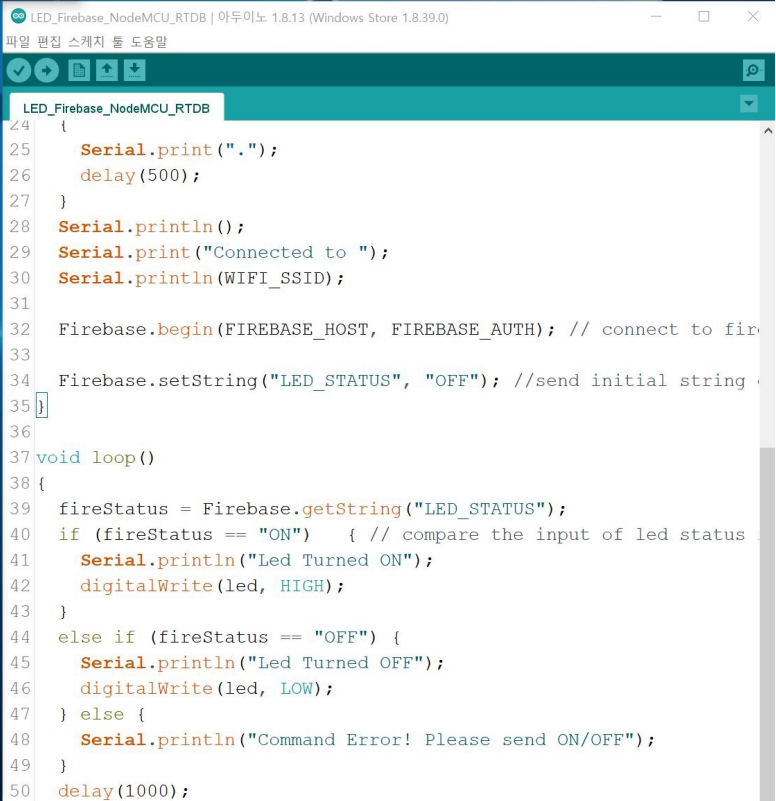 LED_Firebase_NodeMCU_RTDB | 아두이노 1.8.13 (Windows Store 1.8.39.0)
파일 편집 스케치 툴 도움말
LED_Firebase_NodeMCU_RTDB
24   {
25     Serial.print(".");
26     delay(500);
27   }
28   Serial.println();
29   Serial.print("Connected to ");
30   Serial.println(WIFI_SSID);
31
32   Firebase.begin(FIREBASE_HOST, FIREBASE_AUTH); // connect to fir
33
34   Firebase.setString("LED_STATUS", "OFF"); //send initial string
35 }
36
37 void loop()
38 {
39   fireStatus = Firebase.getString("LED_STATUS");
40   if (fireStatus == "ON")   { // compare the input of led status
41     Serial.println("Led Turned ON");
42     digitalWrite(led, HIGH);
43   }
44   else if (fireStatus == "OFF") {
45     Serial.println("Led Turned OFF");
46     digitalWrite(led, LOW);
47   } else {
48     Serial.println("Command Error! Please send ON/OFF");
49   }
50   delay(1000);